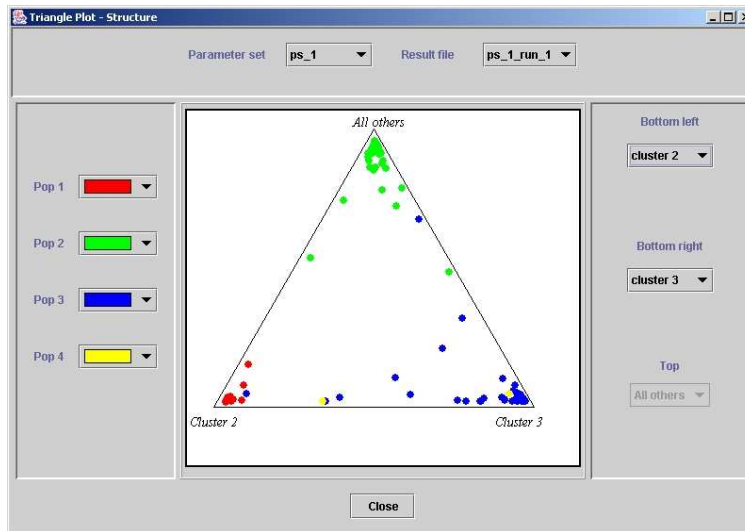 Triangle Plot - Structure
Parameter set ps_1 Result file ps_1_run_1
Pop 1
Pop 2
Pop 3
Pop 4
All others
Cluster 2
Cluster 3
Bottom left
cluster 2
Bottom right
cluster 3
Top
All others
Close